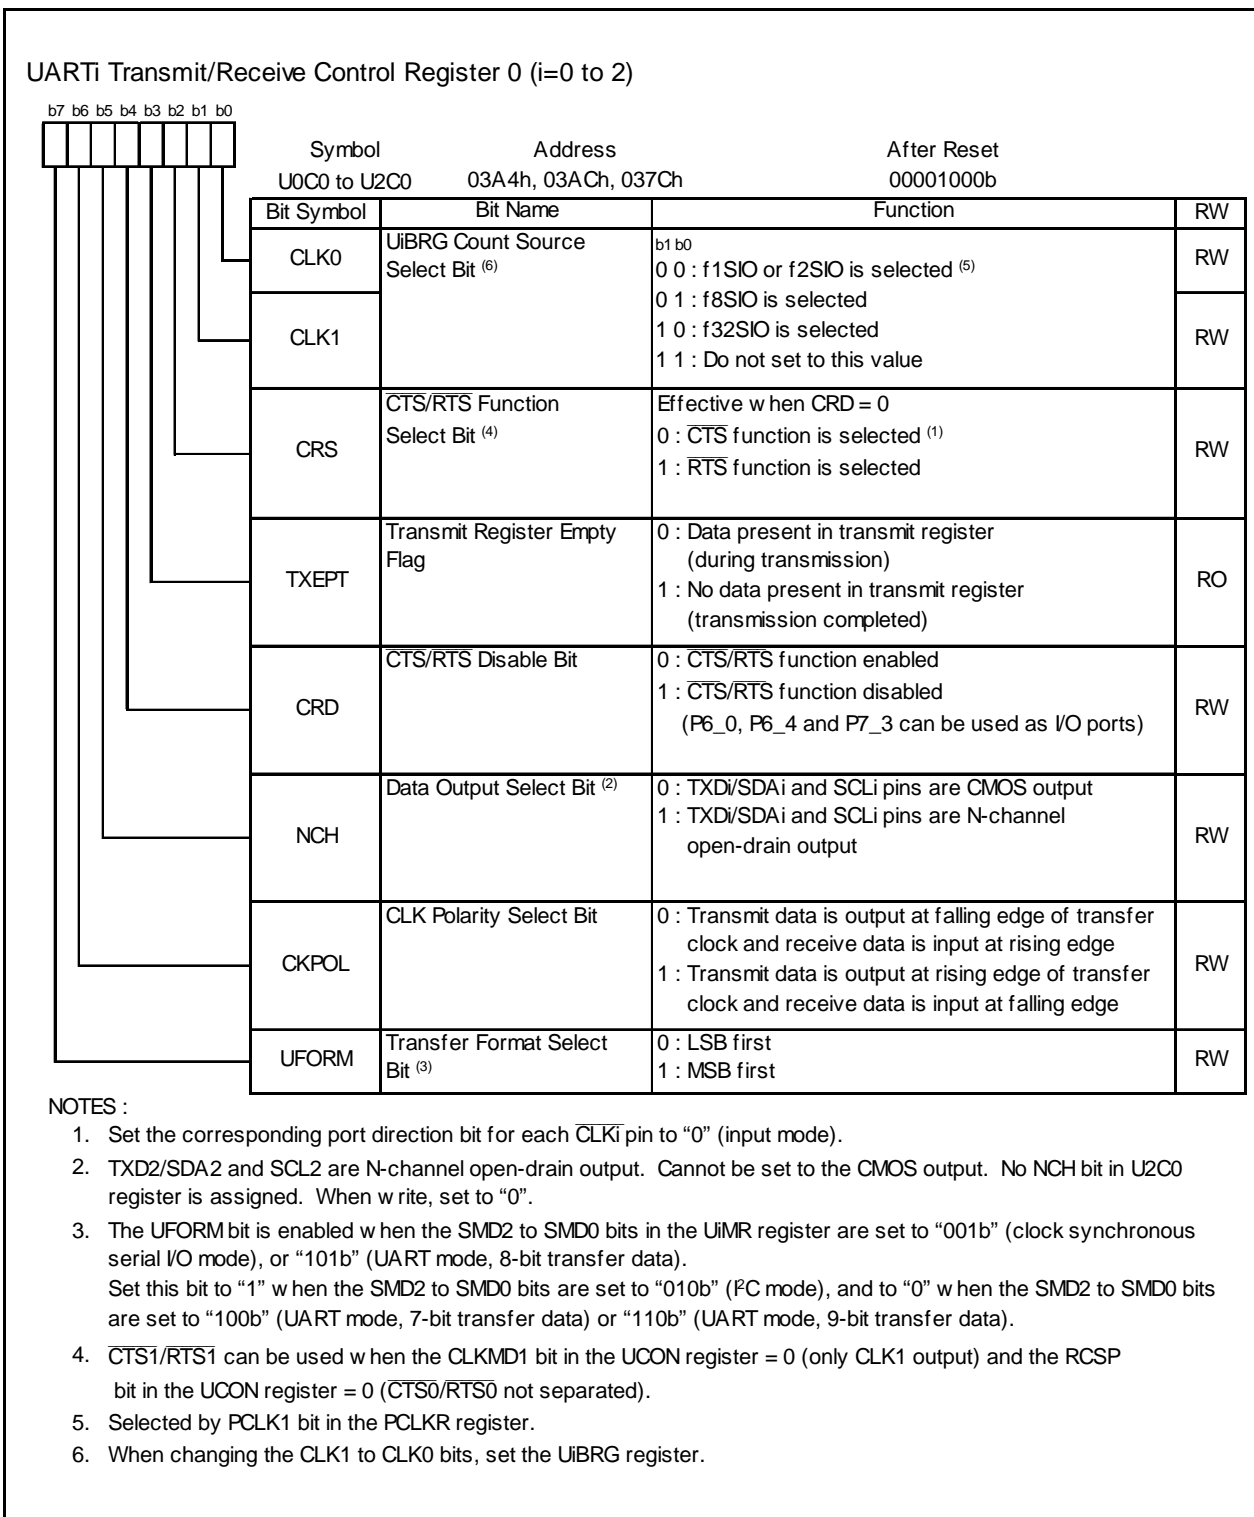 UARTi Transmit/Receive Control Register 0 (i=0 to 2)
b7 b6 b5 b4 b3 b2 b1 b0
Symbol Address After Reset
U0C0 to U2C0 03A4h, 03ACh, 037Ch 00001000b
Bit Symbol Bit Name Function RW
CLK0 UiBRG Count Source
Select Bit (6) b1 b0
0 0 : f1SIO or f2SIO is selected (5) RW
0 1 : f8SIO is selected
CLK1 1 0 : f32SIO is selected RW
1 1 : Do not set to this value
CTS/RTS Function Effective when CRD = 0
Select Bit (4) 0 : CTS function is selected (1)
CRS 1 : RTS function is selected RW
Transmit Register Empty 0 : Data present in transmit register
Flag (during transmission)
TXEPT 1 : No data present in transmit register RO
(transmission completed)
CTS/RTS Disable Bit 0 : CTS/RTS function enabled
1 : CTS/RTS function disabled
CRD (P6_0, P6_4 and P7_3 can be used as I/O ports) RW
Data Output Select Bit (2) 0 : TXDi/SDAi and SCLi pins are CMOS output
1 : TXDi/SDAi and SCLi pins are N-channel
NCH open-drain output RW
CLK Polarity Select Bit 0 : Transmit data is output at falling edge of transfer
clock and receive data is input at rising edge
CKPOL 1 : Transmit data is output at rising edge of transfer RW
clock and receive data is input at falling edge
UFORM Transfer Format Select 0 : LSB first RW
Bit (3) 1 : MSB first
NOTES :
1. Set the corresponding port direction bit for each CLKi pin to “0” (input mode).
2. TXD2/SDA2 and SCL2 are N-channel open-drain output. Cannot be set to the CMOS output. No NCH bit in U2C0
register is assigned. When write, set to “0”.
3. The UFORM bit is enabled when the SMD2 to SMD0 bits in the UiMR register are set to “001b” (clock synchronous
serial I/O mode), or “101b” (UART mode, 8-bit transfer data).
Set this bit to “1” when the SMD2 to SMD0 bits are set to “010b” (I²C mode), and to “0” when the SMD2 to SMD0 bits
are set to “100b” (UART mode, 7-bit transfer data) or “110b” (UART mode, 9-bit transfer data).
4. CTS1/RTS1 can be used when the CLKMD1 bit in the UCON register = 0 (only CLK1 output) and the RCSP
bit in the UCON register = 0 (CTS0/RTS0 not separated).
5. Selected by PCLK1 bit in the PCLKR register.
6. When changing the CLK1 to CLK0 bits, set the UiBRG register.